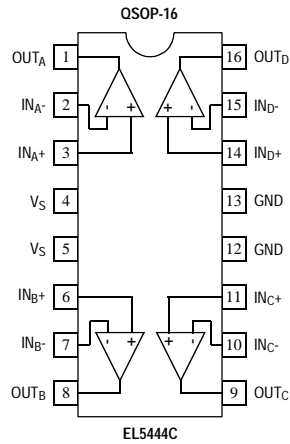 QSOP-16
OUTA 1 16 OUTD
INA- 2 - + + - 15 IND-
INA+ 3 14 IND+
VS 4 13 GND
VS 5 12 GND
INB+ 6 11 INC+
INB- 7 - + + - 10 INC-
OUTB 8 9 OUTC
EL5444C